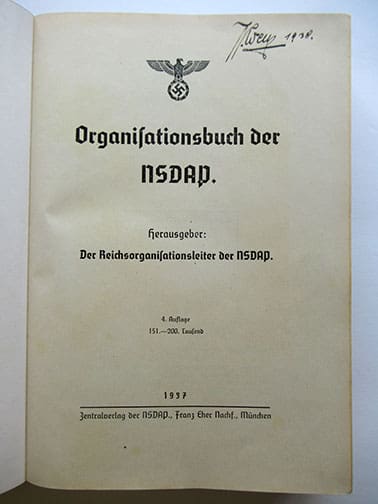 1938.
Organiſationsbuch der
NSDAP.
Herausgeber:
Der Reichsorganiſationsleiter der NSDAP.
4. Auflage
151.—200. Tauſend
1937
Zentralverlag der NSDAP., Franz Eher Nachf., München